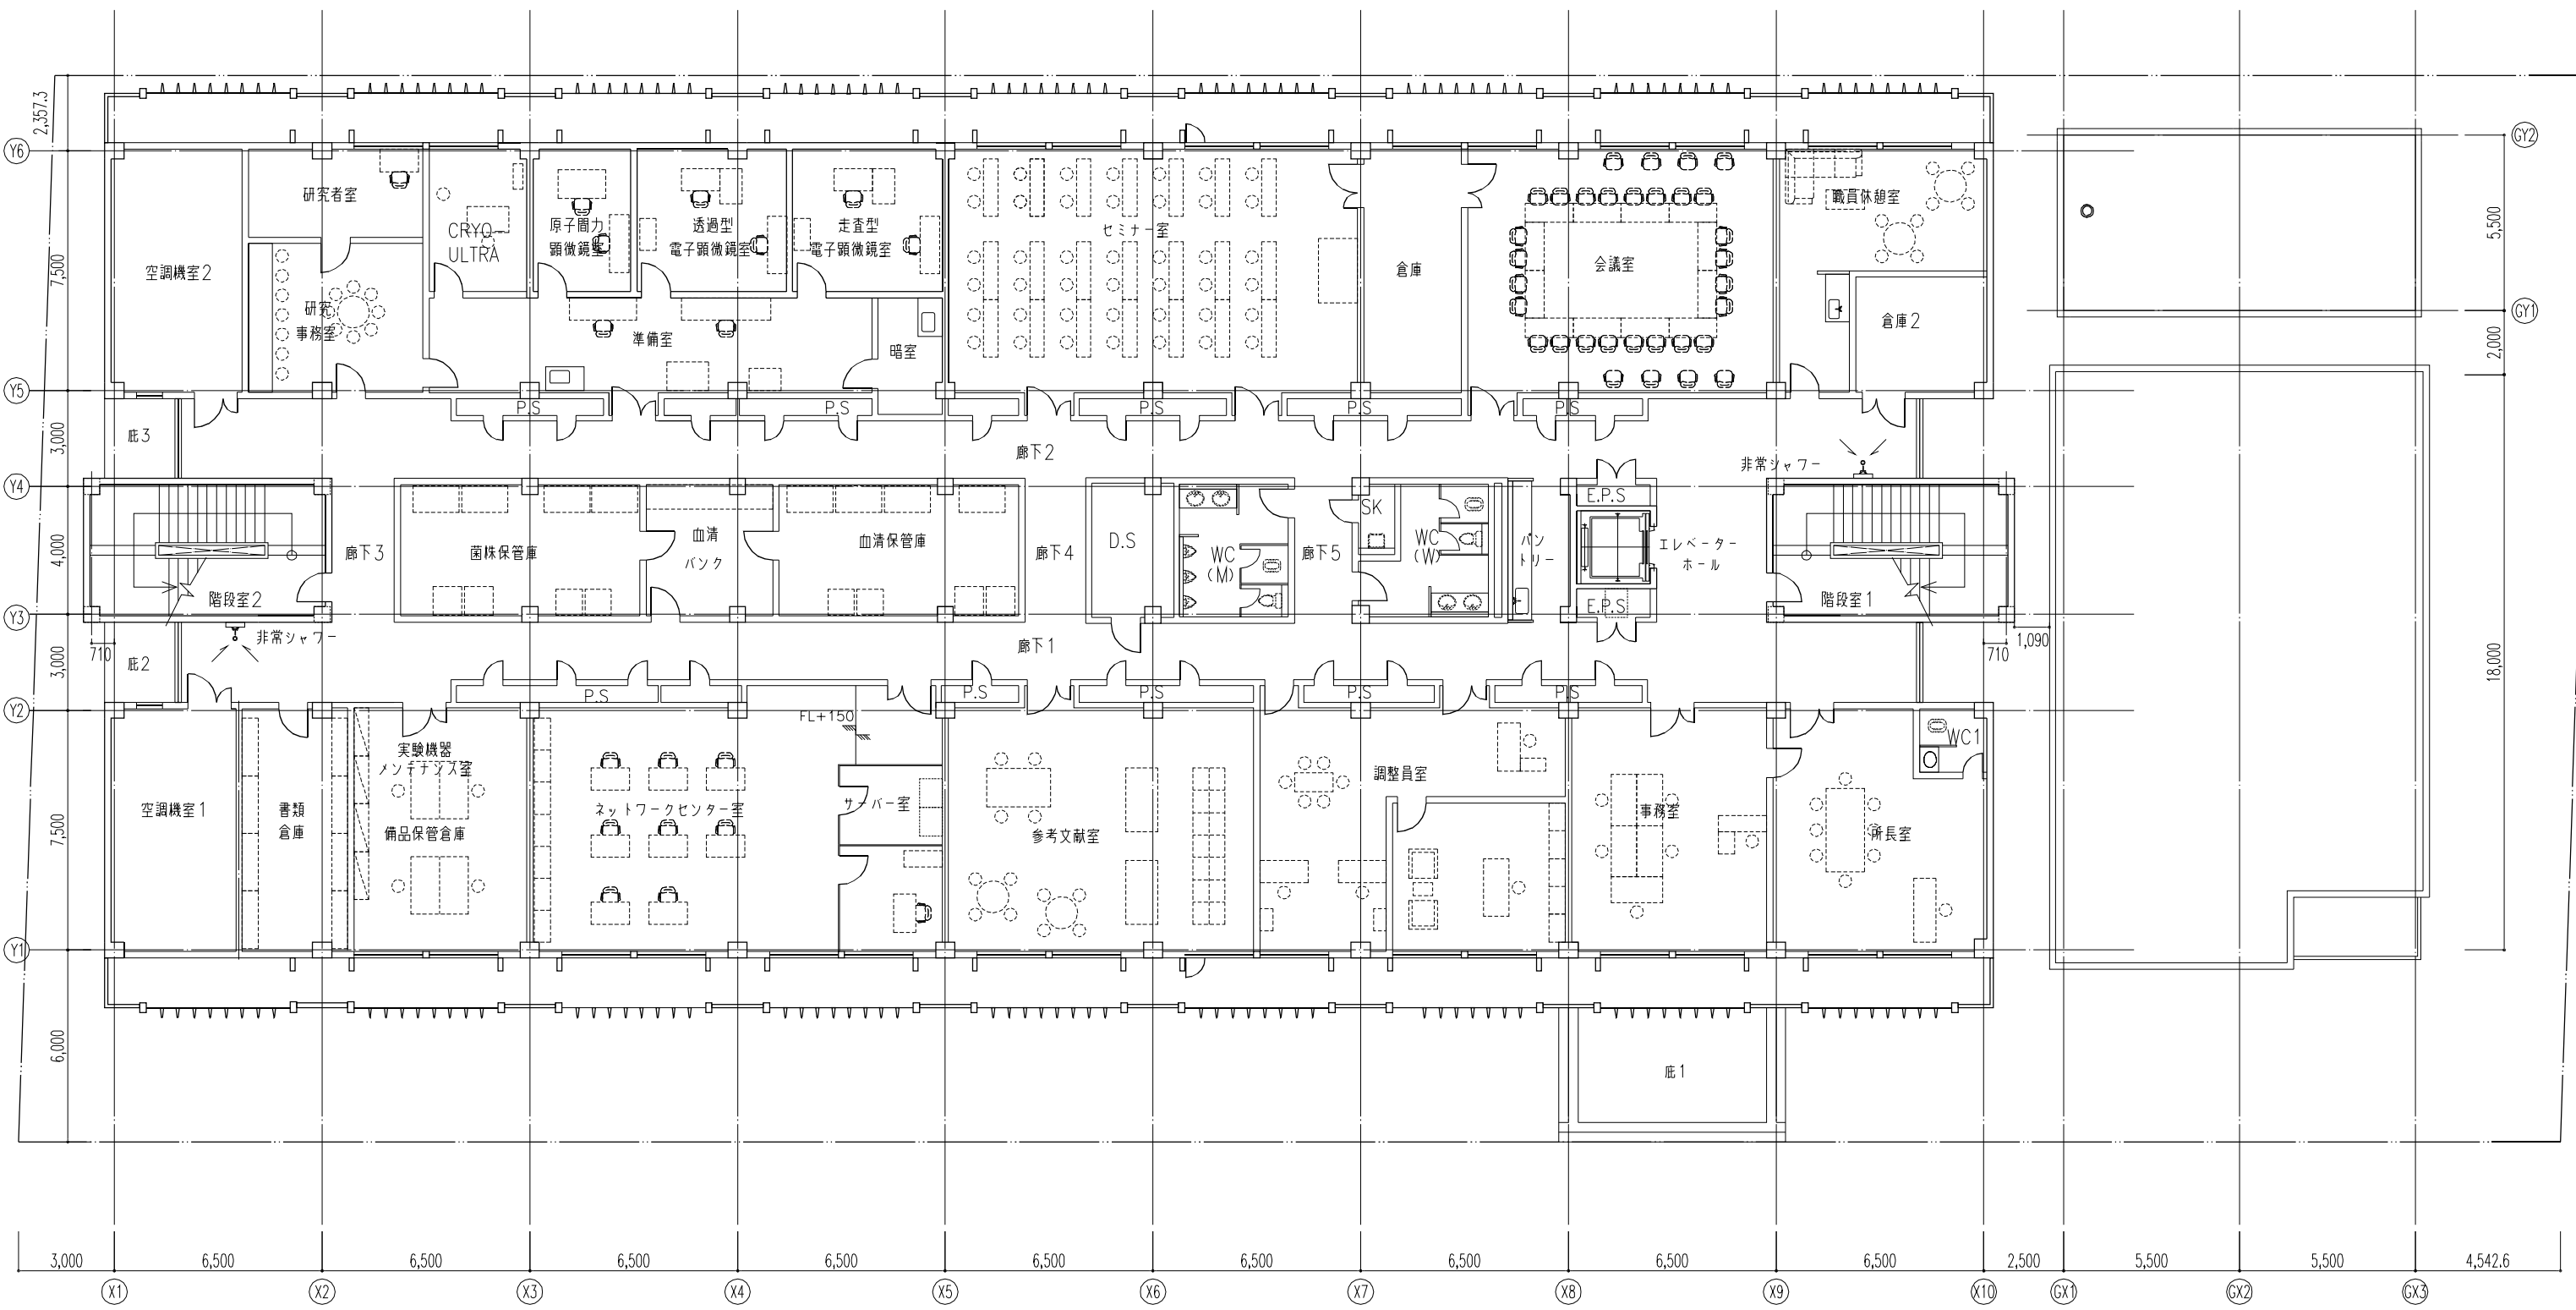 2,357.3
Y6
GY2
研究者室
職員休憩室
CRYO-
ULTRA
原子間力
顕微鏡室
透過型
電子顕微鏡室
走査型
電子顕微鏡室
セミナー室
5,500
7,500
空調機室2
倉庫
会議室
研究
事務室
GY1
倉庫2
準備室
暗室
2,000
Y5
P.S
P.S
P.S
P.S
P.S
3,000
庇3
廊下2
非常シャワー
Y4
E.P.S
SK
4,000
廊下3
菌株保管庫
血清
バンク
血清保管庫
廊下4
D.S
WC
(M)
廊下5
WC
(W)
パン
トリー
エレベーター
ホール
階段室2
階段室1
E.P.S
Y3
非常シャワー
710
庇2
廊下1
710
1,090
3,000
18,000
P.S
P.S
P.S
P.S
P.S
Y2
FL+150
WC1
実験機器
メンテナンス室
調整員室
空調機室1
書類
倉庫
備品保管倉庫
ネットワークセンター室
サーバー室
参考文献室
事務室
所長室
7,500
Y1
6,000
庇1
3,000
6,500
6,500
6,500
6,500
6,500
6,500
6,500
6,500
6,500
2,500
5,500
5,500
4,542.6
X1
X2
X3
X4
X5
X6
X7
X8
X9
X10
GX1
GX2
GX3